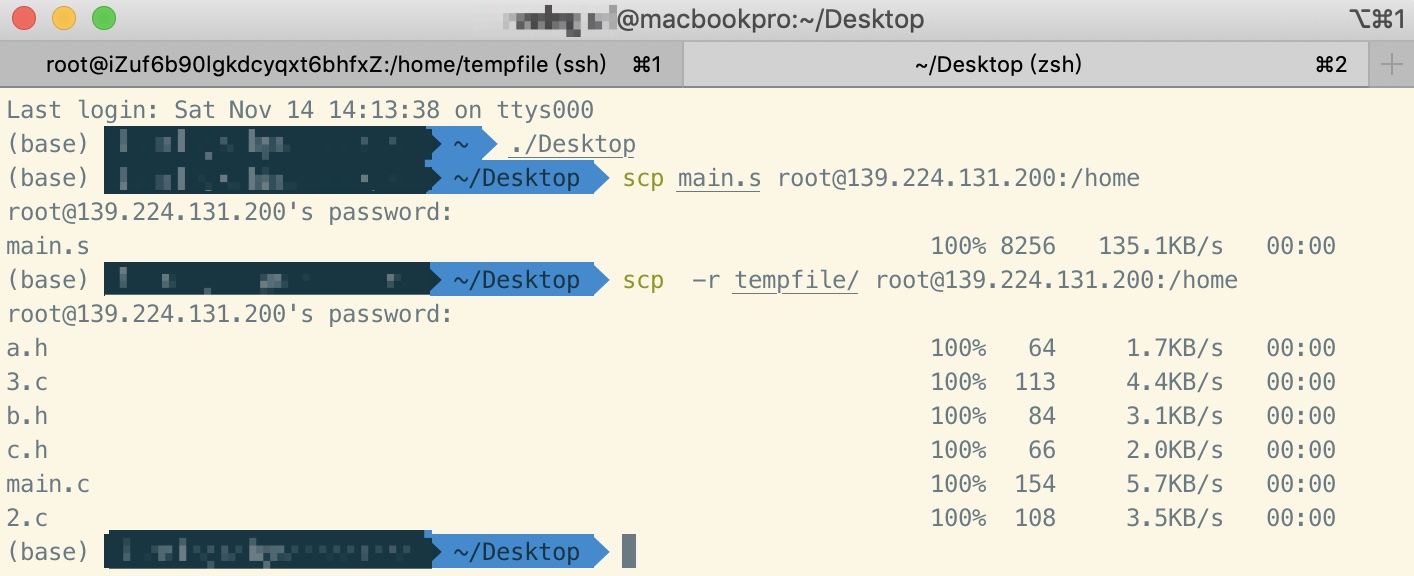 @macbookpro:~/Desktop ⌥⌘1
root@iZuf6b90lgkdcyqxt6bhfxZ:/home/tempfile (ssh) ⌘1 ~/Desktop (zsh) ⌘2 +
Last login: Sat Nov 14 14:13:38 on ttys000
(base) ~ ./Desktop
(base) ~/Desktop scp main.s root@139.224.131.200:/home
root@139.224.131.200's password:
main.s 100% 8256 135.1KB/s 00:00
(base) ~/Desktop scp -r tempfile/ root@139.224.131.200:/home
root@139.224.131.200's password:
a.h 100% 64 1.7KB/s 00:00
3.c 100% 113 4.4KB/s 00:00
b.h 100% 84 3.1KB/s 00:00
c.h 100% 66 2.0KB/s 00:00
main.c 100% 154 5.7KB/s 00:00
2.c 100% 108 3.5KB/s 00:00
(base) ~/Desktop